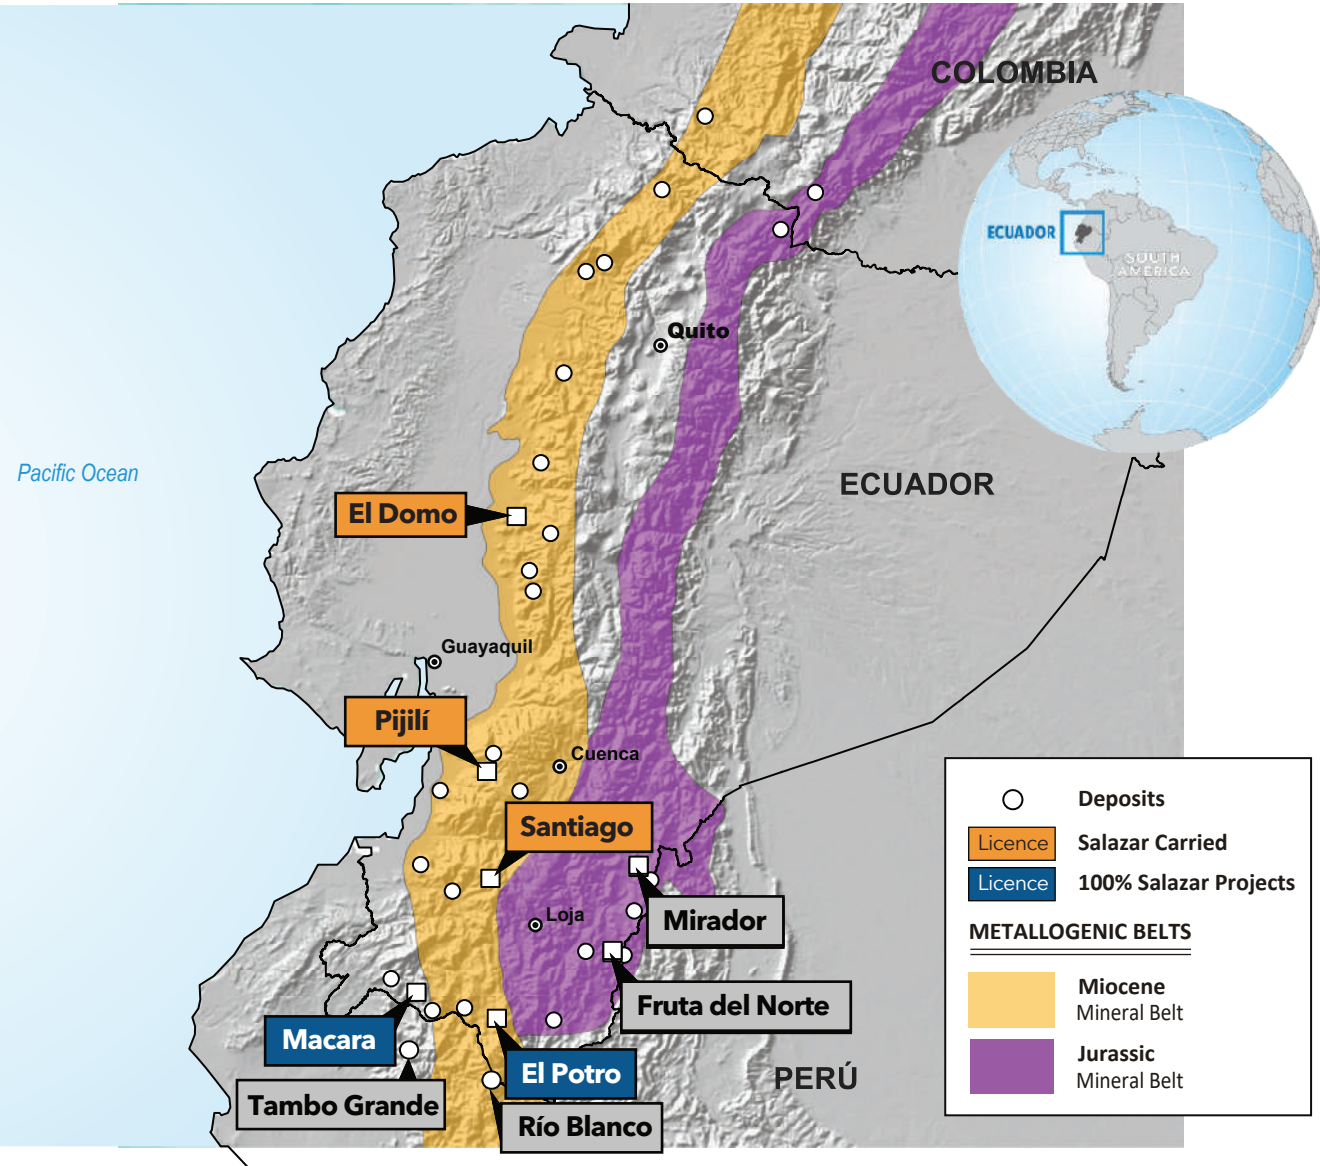 COLOMBIA
ECUADOR
SOUTH
AMERICA
Quito
Pacific Ocean
ECUADOR
El Domo
Guayaquil
Pijilí
Cuenca
Santiago
Loja
Mirador
Fruta del Norte
Macara
El Potro
Tambo Grande
Río Blanco
PERÚ
Deposits
Licence Salazar Carried
Licence 100% Salazar Projects
METALLOGENIC BELTS
Miocene
Mineral Belt
Jurassic
Mineral Belt